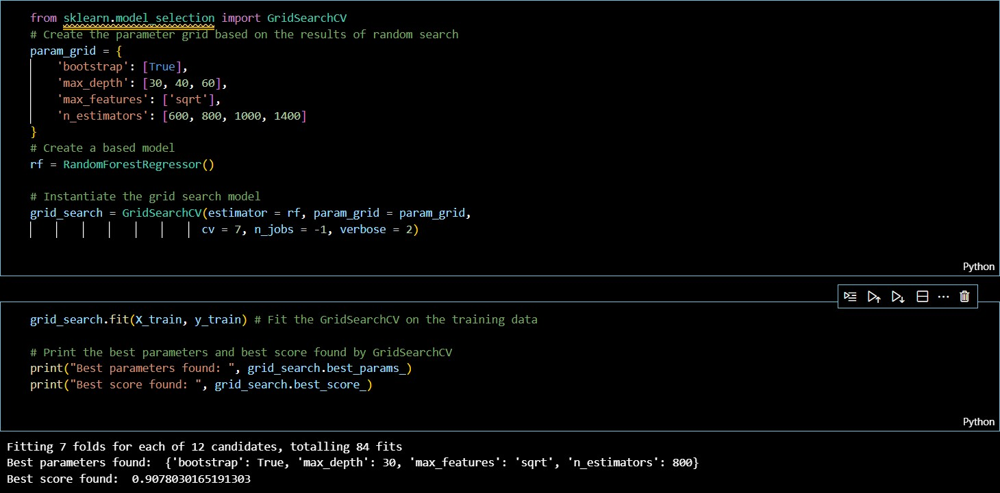 from sklearn.model_selection import GridSearchCV
# Create the parameter grid based on the results of random search
param_grid = {
    'bootstrap': [True],
    'max_depth': [30, 40, 60],
    'max_features': ['sqrt'],
    'n_estimators': [600, 800, 1000, 1400]
}
# Create a based model
rf = RandomForestRegressor()
# Instantiate the grid search model
grid_search = GridSearchCV(estimator = rf, param_grid = param_grid,
                          cv = 7, n_jobs = -1, verbose = 2)
Python
grid_search.fit(X_train, y_train) # Fit the GridSearchCV on the training data
# Print the best parameters and best score found by GridSearchCV
print("Best parameters found: ", grid_search.best_params_)
print("Best score found: ", grid_search.best_score_)
Python
Fitting 7 folds for each of 12 candidates, totalling 84 fits
Best parameters found:  {'bootstrap': True, 'max_depth': 30, 'max_features': 'sqrt', 'n_estimators': 800}
Best score found:  0.9078030165191303